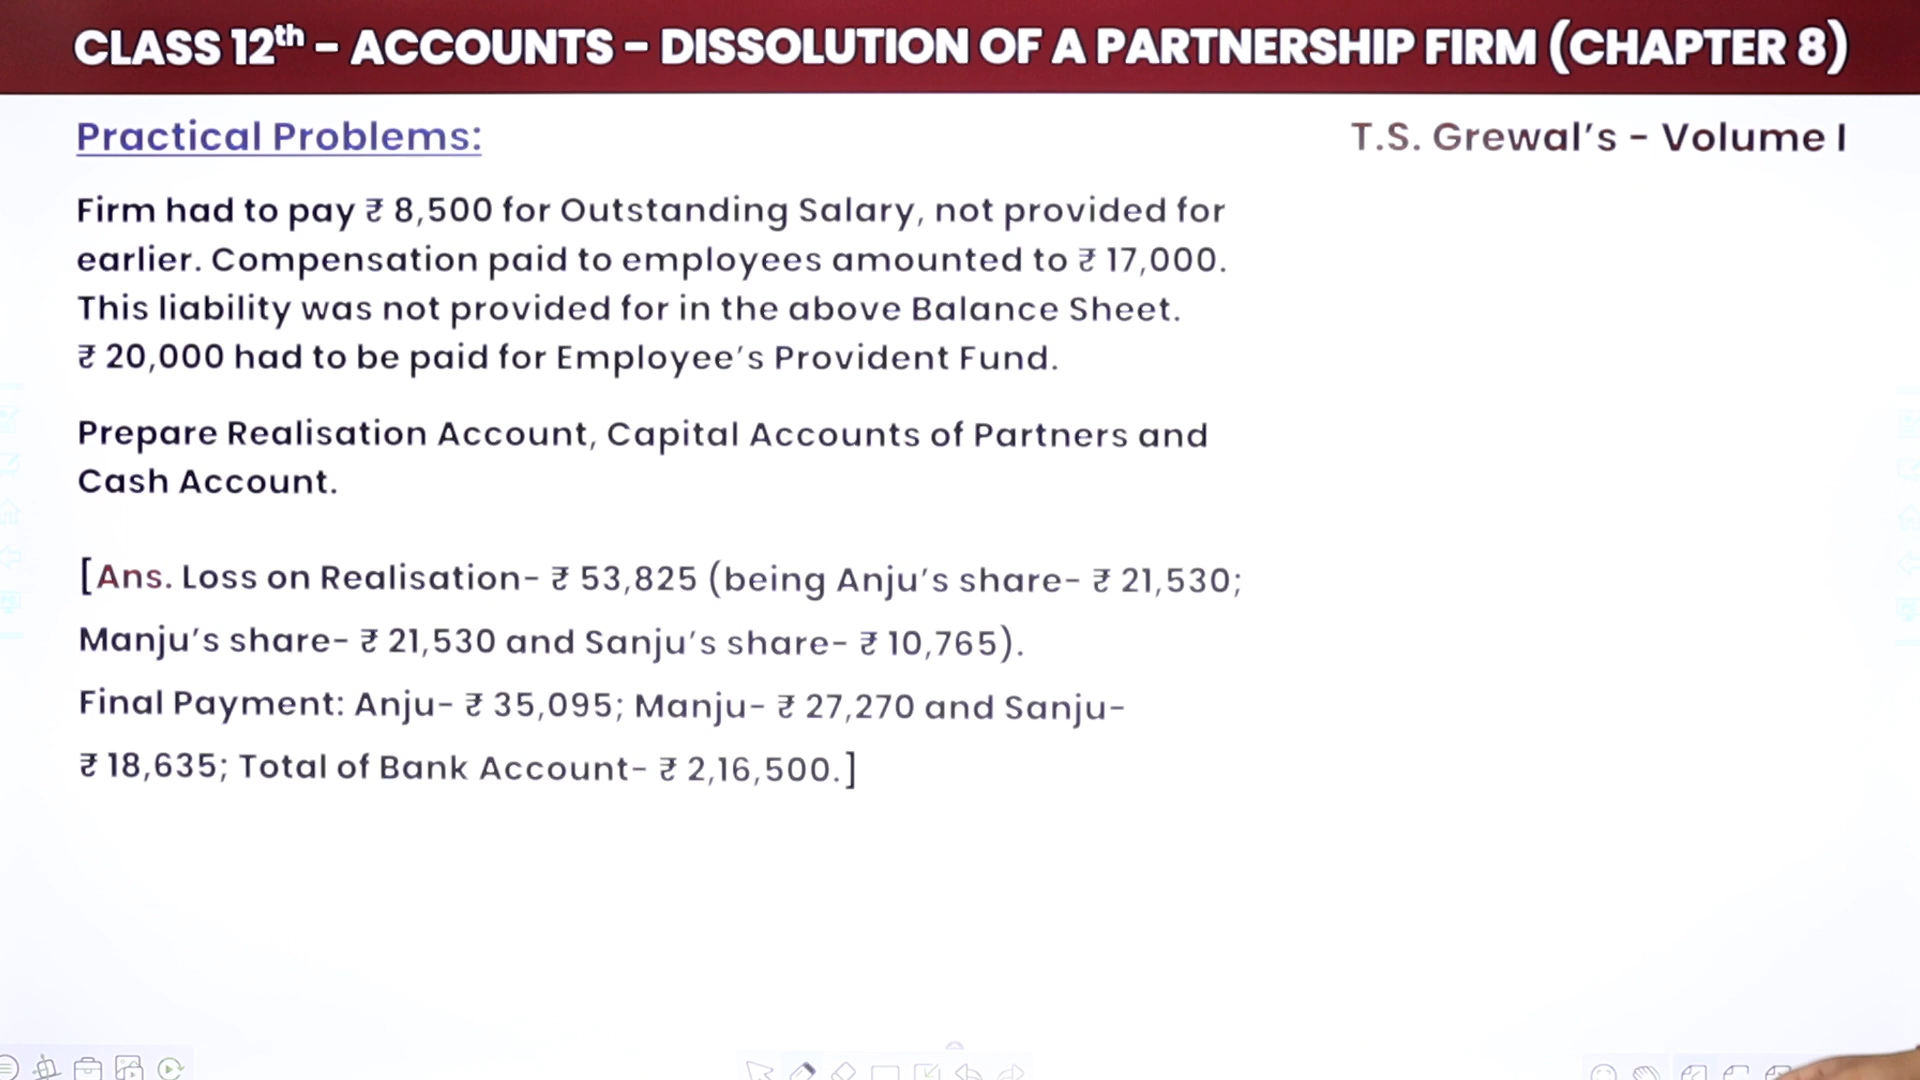 CLASS 12th – ACCOUNTS – DISSOLUTION OF A PARTNERSHIP FIRM (CHAPTER 8)
Practical Problems:
T.S. Grewal's – Volume I
Firm had to pay ₹ 8,500 for Outstanding Salary, not provided for
earlier. Compensation paid to employees amounted to ₹ 17,000.
This liability was not provided for in the above Balance Sheet.
₹ 20,000 had to be paid for Employee's Provident Fund.
Prepare Realisation Account, Capital Accounts of Partners and
Cash Account.
[Ans. Loss on Realisation- ₹ 53,825 (being Anju's share- ₹ 21,530;
Manju's share- ₹ 21,530 and Sanju's share- ₹ 10,765).
Final Payment: Anju- ₹ 35,095; Manju- ₹ 27,270 and Sanju-
₹ 18,635; Total of Bank Account- ₹ 2,16,500.]